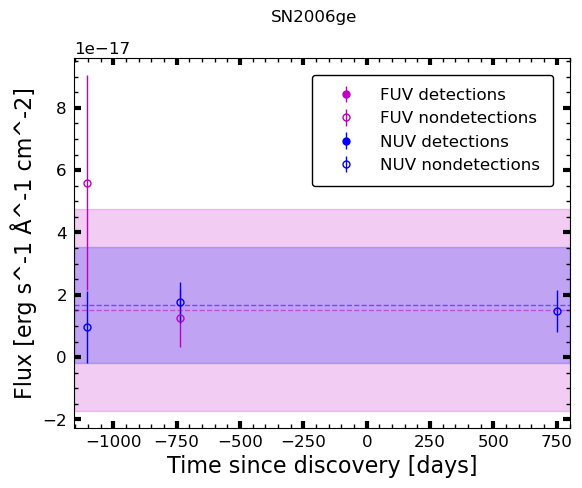 SN2006ge
1e−17
FUV detections
FUV nondetections
NUV detections
NUV nondetections
8
6
4
2
0
−2
Flux [erg s^-1 Å^-1 cm^-2]
−1000 −750 −500 −250 0 250 500 750
Time since discovery [days]